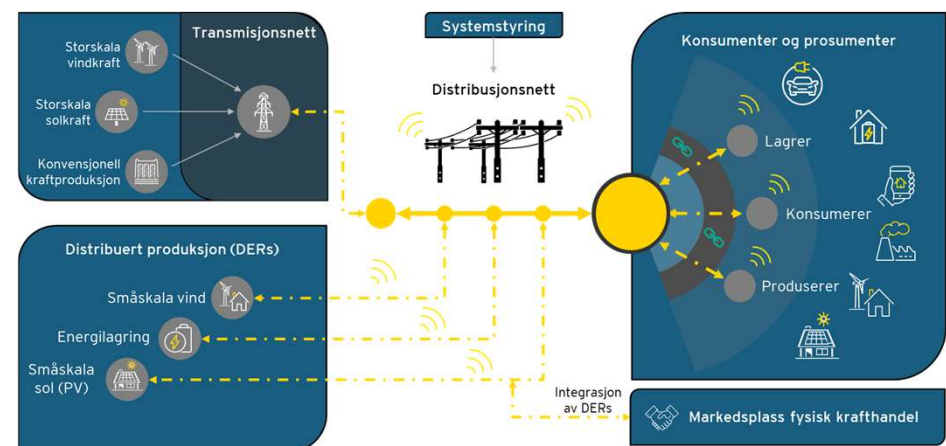 Transmisjonsnett
Storskala
vindkraft
Storskala
solkraft
Konvensjonell
kraftproduksjon
Systemstyring
Distribusjonsnett
Konsumenter og prosumenter
Lagrer
Konsumerer
Produserer
Distribuert produksjon (DERs)
Småskala vind
Energilagring
Småskala
sol (PV)
Integrasjon
av DERs
Markedsplass fysisk krafthandel